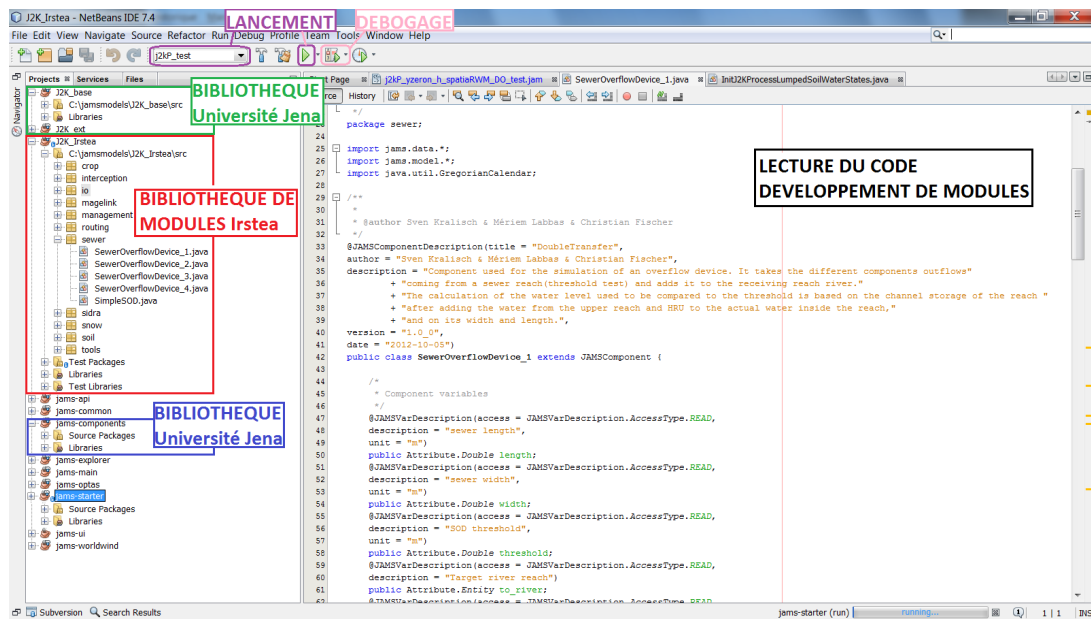 J2K_Irstea - NetBeans IDE 7.4
LANCEMENT
DEBOGAGE
File Edit View Navigate Source Refactor Run Debug Profile Team Tools Window Help
j2kP_test
Projects Services Files
Navigator
J2K_base
C:\jamsmodels\J2K_base\src
Libraries
J2K_ext
J2K_Irstea
C:\jamsmodels\J2K_Irstea\src
crop
interception
io
magelink
management
routing
sewer
SewerOverflowDevice_1.java
SewerOverflowDevice_2.java
SewerOverflowDevice_3.java
SewerOverflowDevice_4.java
SimpleSOD.java
sidra
snow
soil
tools
Test Packages
Libraries
Test Libraries
jams-api
jams-common
jams-components
Source Packages
Libraries
jams-explorer
jams-main
jams-optas
jams-starter
Source Packages
Libraries
jams-ui
jams-worldwind
BIBLIOTHEQUE
Université Jena
BIBLIOTHEQUE DE
MODULES Irstea
BIBLIOTHEQUE
Université Jena
Page j2kP_yzeron_h_spatiaRWM_DO_test.jam SewerOverflowDevice_1.java InitJ2KProcessLumpedSoilWaterStates.java
rce History
LECTURE DU CODE
DEVELOPPEMENT DE MODULES
*/
23 package sewer;
24
25 import jams.data.*;
26 import jams.model.*;
27 import java.util.GregorianCalendar;
28
29 /**
30 *
31 * @author Sven Kralisch & Mériem Labbas & Christian Fischer
32 */
33 @JAMSComponentDescription(title = "DoubleTransfer",
34 author = "Sven Kralisch & Mériem Labbas & Christian Fischer",
35 description = "Component used for the simulation of an overflow device. It takes the different components outflows"
36 + "coming from a sewer reach(threshold test) and adds it to the receiving reach river."
37 + "The calculation of the water level used to be compared to the threshold is based on the channel storage of the reach "
38 + "after adding the water from the upper reach and HRU to the actual water inside the reach,"
39 + "and on its width and length.",
40 version = "1.0_0",
41 date = "2012-10-05")
42 public class SewerOverflowDevice_1 extends JAMSComponent {
43
44 /*
45 * Component variables
46 */
47 @JAMSVarDescription(access = JAMSVarDescription.AccessType.READ,
48 description = "sewer length",
49 unit = "m")
50 public Attribute.Double length;
51 @JAMSVarDescription(access = JAMSVarDescription.AccessType.READ,
52 description = "sewer width",
53 unit = "m")
54 public Attribute.Double width;
55 @JAMSVarDescription(access = JAMSVarDescription.AccessType.READ,
56 description = "SOD threshold",
57 unit = "m")
58 public Attribute.Double threshold;
59 @JAMSVarDescription(access = JAMSVarDescription.AccessType.READ,
60 description = "Target river reach")
61 public Attribute.Entity to_river;
62 @JAMSVarDescription(access = JAMSVarDescription.AccessType.READ
Subversion Search Results
jams-starter (run) running... 1 | 1 INS